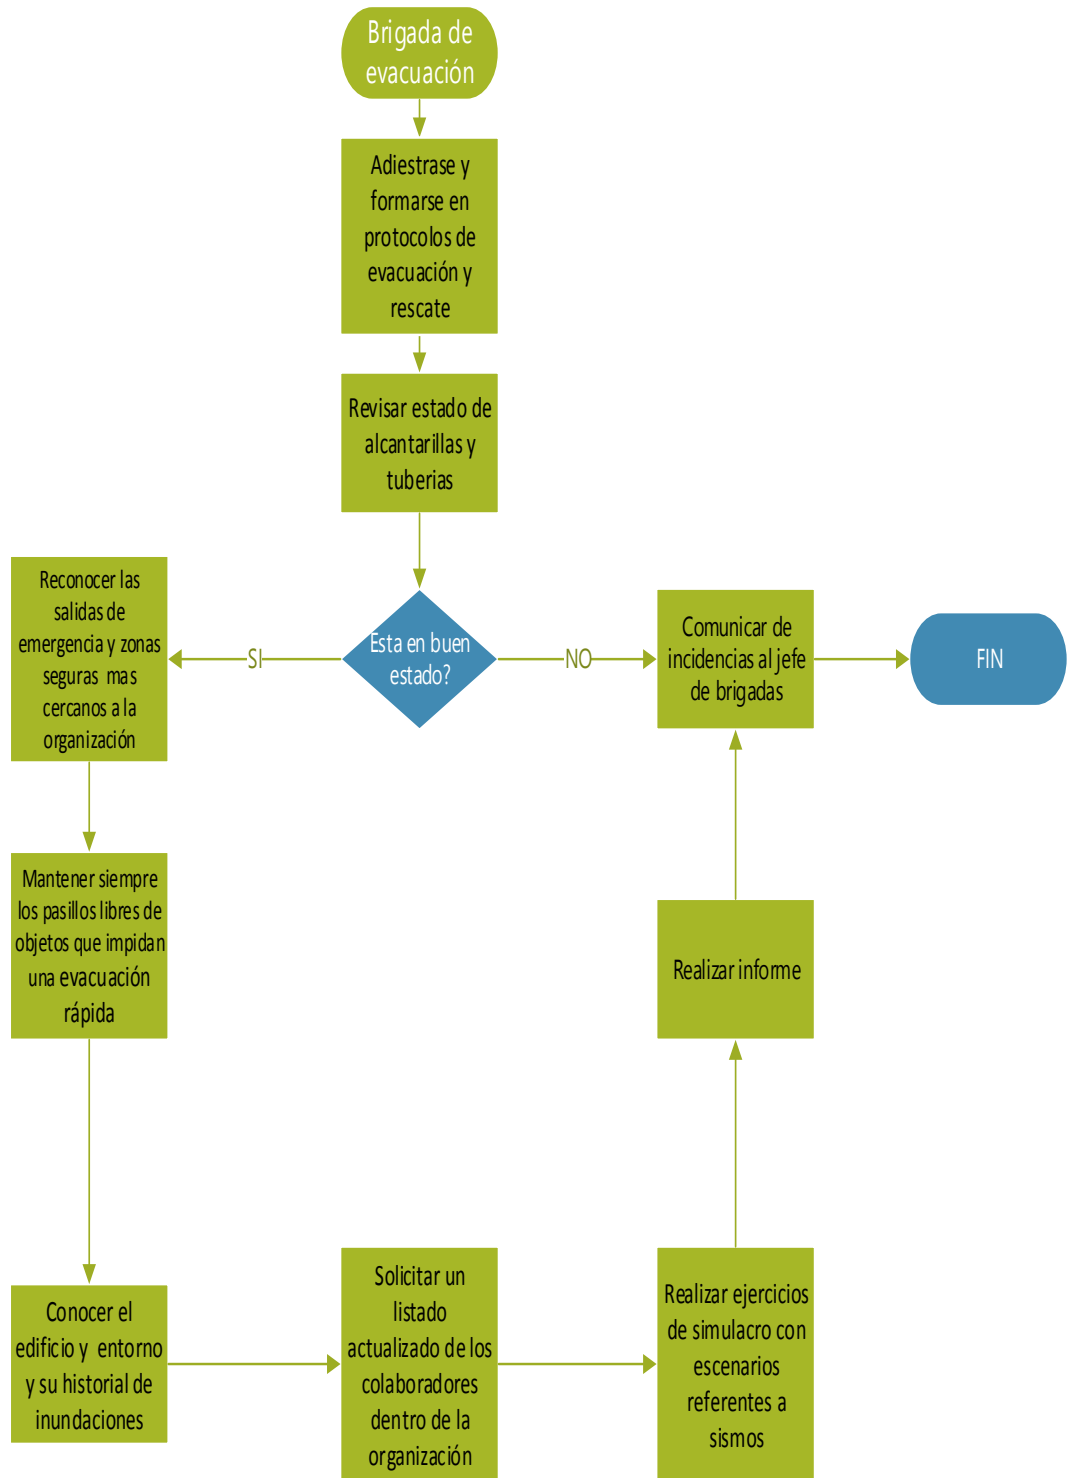 Brigada de
evacuación
Adiestrase y
formarse en
protocolos de
evacuación y
rescate
Revisar estado de
alcantarillas y
tuberias
Esta en buen
estado?
SI
NO
Reconocer las
salidas de
emergencia y zonas
seguras mas
cercanos a la
organización
Comunicar de
incidencias al jefe
de brigadas
FIN
Mantener siempre
los pasillos libres de
objetos que impidan
una evacuación
rápida
Realizar informe
Conocer el
edificio y entorno
y su historial de
inundaciones
Solicitar un
listado
actualizado de los
colaboradores
dentro de la
organización
Realizar ejercicios
de simulacro con
escenarios
referentes a
sismos